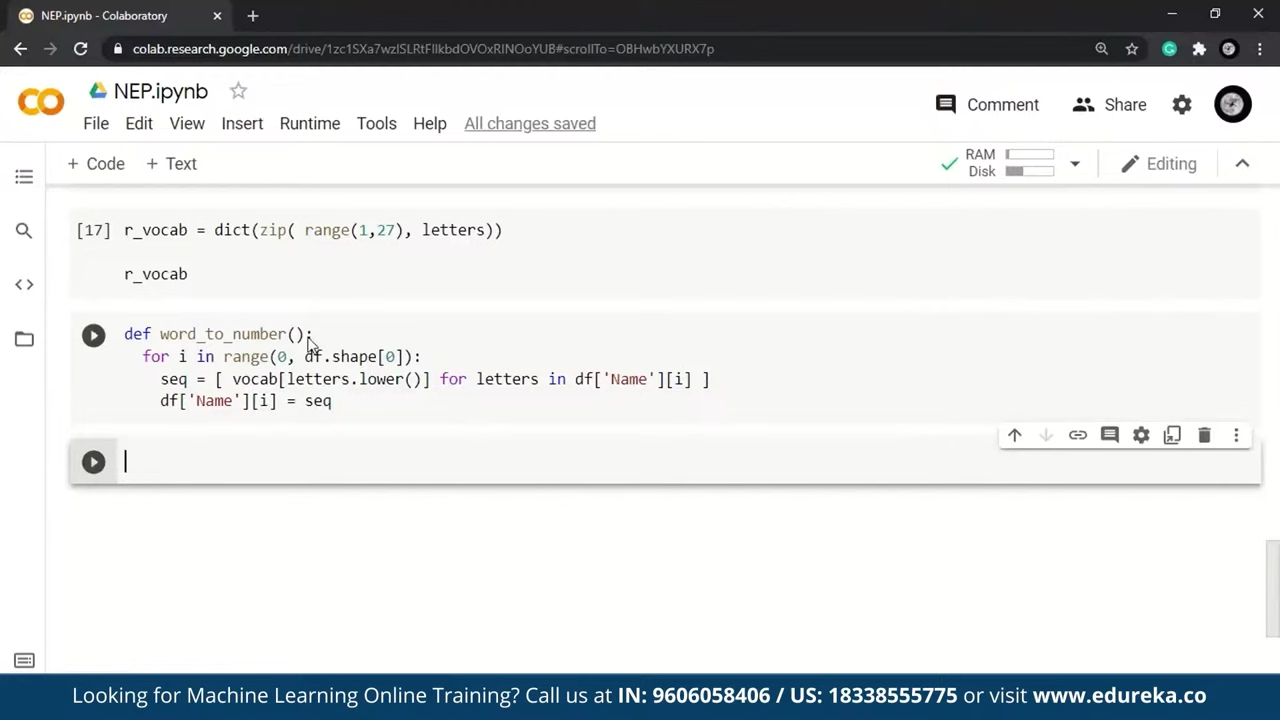 NEP.ipynb - Colaboratory
colab.research.google.com/drive/1zc1SXa7wzlSLRtFlIkbdOVOxRINOoYUB#scrollTo=OBHwbYXURX7p
NEP.ipynb
Comment
Share
File Edit View Insert Runtime Tools Help All changes saved
+ Code + Text
RAM
Disk
Editing
[17] r_vocab = dict(zip( range(1,27), letters))
r_vocab
def word_to_number():
for i in range(0, df.shape[0]):
seq = [ vocab[letters.lower()] for letters in df['Name'][i] ]
df['Name'][i] = seq
Looking for Machine Learning Online Training? Call us at IN: 9606058406 / US: 18338555775 or visit www.edureka.co